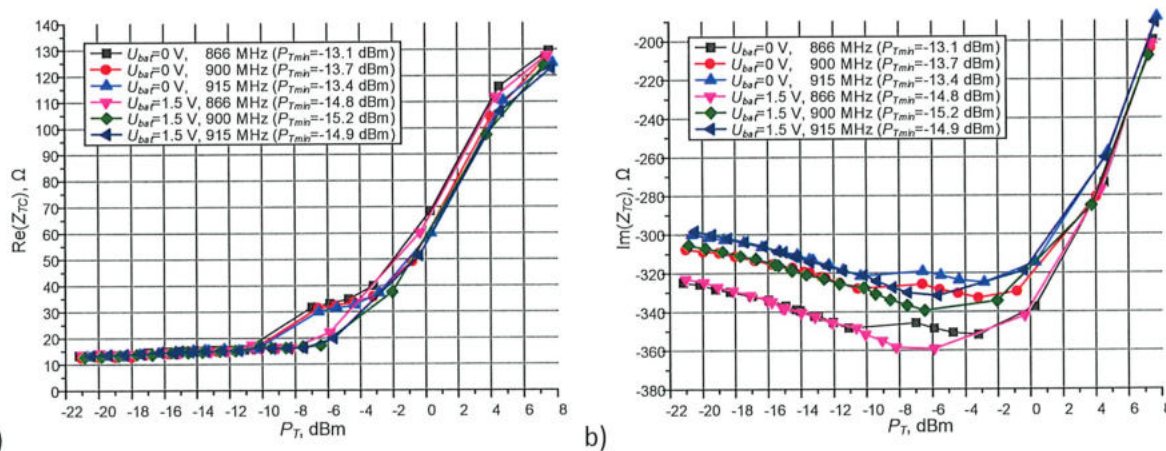 140
130
120
110
100
90
80
70
60
50
40
30
20
10
0
Re(Z_TC), Ω
U_bat=0 V, 866 MHz (P_Tmin=-13.1 dBm)
U_bat=0 V, 900 MHz (P_Tmin=-13.7 dBm)
U_bat=0 V, 915 MHz (P_Tmin=-13.4 dBm)
U_bat=1.5 V, 866 MHz (P_Tmin=-14.8 dBm)
U_bat=1.5 V, 900 MHz (P_Tmin=-15.2 dBm)
U_bat=1.5 V, 915 MHz (P_Tmin=-14.9 dBm)
-22 -20 -18 -16 -14 -12 -10 -8 -6 -4 -2 0 2 4 6 8
P_T, dBm
)
b)
-200
-220
-240
-260
-280
-300
-320
-340
-360
-380
Im(Z_TC), Ω
U_bat=0 V, 866 MHz (P_Tmin=-13.1 dBm)
U_bat=0 V, 900 MHz (P_Tmin=-13.7 dBm)
U_bat=0 V, 915 MHz (P_Tmin=-13.4 dBm)
U_bat=1.5 V, 866 MHz (P_Tmin=-14.8 dBm)
U_bat=1.5 V, 900 MHz (P_Tmin=-15.2 dBm)
U_bat=1.5 V, 915 MHz (P_Tmin=-14.9 dBm)
-22 -20 -18 -16 -14 -12 -10 -8 -6 -4 -2 0 2 4 6 8
P_T, dBm